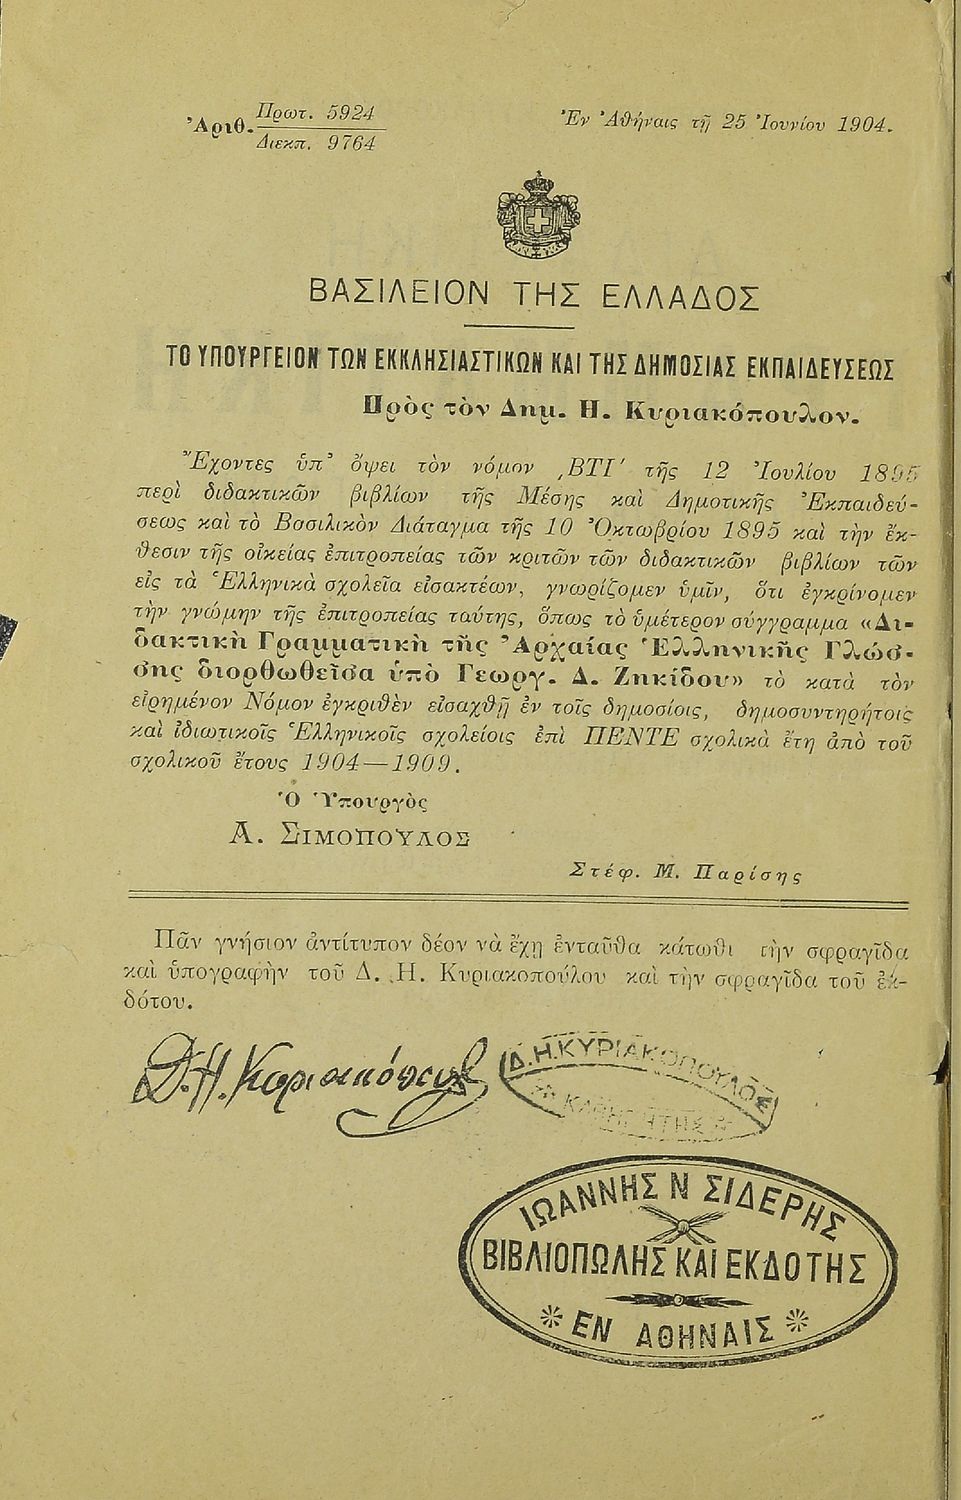 Ἀριθ. Πρωτ. 5924
Διεκπ. 9764
Ἐν Ἀθήναις τῇ 25 Ἰουνίου 1904.
ΒΑΣΙΛΕΙΟΝ ΤΗΣ ΕΛΛΑΔΟΣ
ΤΟ ΥΠΟΥΡΓΕΙΟΝ ΤΩΝ ΕΚΚΛΗΣΙΑΣΤΙΚΩΝ ΚΑΙ ΤΗΣ ΔΗΜΟΣΙΑΣ ΕΚΠΑΙΔΕΥΣΕΩΣ
Πρὸς τὸν Δημ. Η. Κυριακόπουλον.
Ἔχοντες ὑπ' ὄψει τὸν νόμον ͵ΒΤΙ' τῆς 12 Ἰουλίου 1895
περὶ διδακτικῶν βιβλίων τῆς Μέσης καὶ Δημοτικῆς Ἐκπαιδεύ-
σεως καὶ τὸ Βασιλικὸν Διάταγμα τῆς 10 Ὀκτωβρίου 1895 καὶ τὴν ἔκ-
θεσιν τῆς οἰκείας ἐπιτροπείας τῶν κριτῶν τῶν διδακτικῶν βιβλίων τῶν
εἰς τὰ Ἑλληνικὰ σχολεῖα εἰσακτέων, γνωρίζομεν ὑμῖν, ὅτι ἐγκρίνομεν
τὴν γνώμην τῆς ἐπιτροπείας ταύτης, ὅπως τὸ ὑμέτερον σύγγραμμα «Δι-
δακτικὴ Γραμματικὴ τῆς Ἀρχαίας Ἑλληνικῆς Γλώσ-
σης διορθωθεῖσα ὑπὸ Γεωργ. Δ. Ζηκίδου» τὸ κατὰ τὸν
εἰρημένον Νόμον ἐγκριθὲν εἰσαχθῇ ἐν τοῖς δημοσίοις, δημοσυντηρήτοις
καὶ ἰδιωτικοῖς Ἑλληνικοῖς σχολείοις ἐπὶ ΠΕΝΤΕ σχολικὰ ἔτη ἀπὸ τοῦ
σχολικοῦ ἔτους 1904—1909.
Ὁ Ὑπουργὸς
Α. ΣΙΜΟΠΟΥΛΟΣ
Στέφ. Μ. Παρίσης
Πᾶν γνήσιον ἀντίτυπον δέον νὰ ἔχῃ ἐνταῦθα κάτωθι τὴν σφραγῖδα
καὶ ὑπογραφὴν τοῦ Δ. Η. Κυριακοπούλου καὶ τὴν σφραγῖδα τοῦ ἐκ-
δότου.
Δ. Η. Κυριακόπουλος
Δ.Η.ΚΥΡΙΑΚΟΠΟΥΛΟΣ
ΚΑΘΗΓΗΤΗΣ
ΙΩΑΝΝΗΣ Ν ΣΙΔΕΡΗΣ
ΒΙΒΛΙΟΠΩΛΗΣ ΚΑΙ ΕΚΔΟΤΗΣ
ΕΝ ΑΘΗΝΑΙΣ